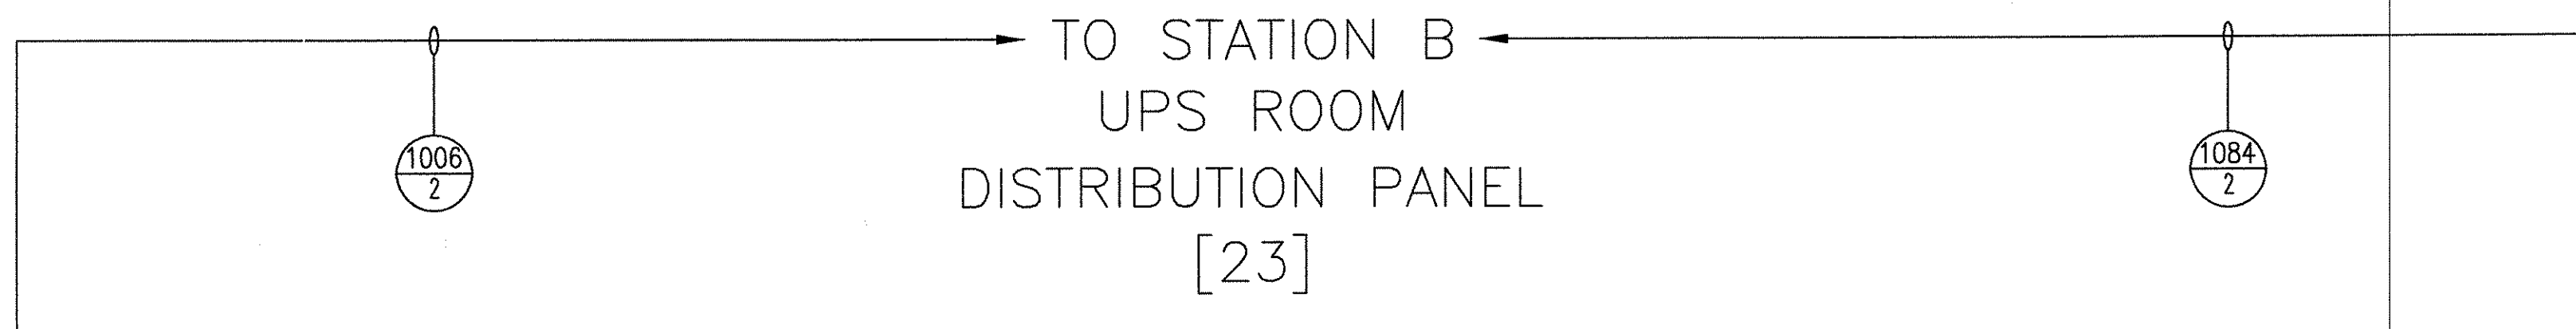 TO STATION B
UPS ROOM
DISTRIBUTION PANEL
[23]
1006
2
1084
2